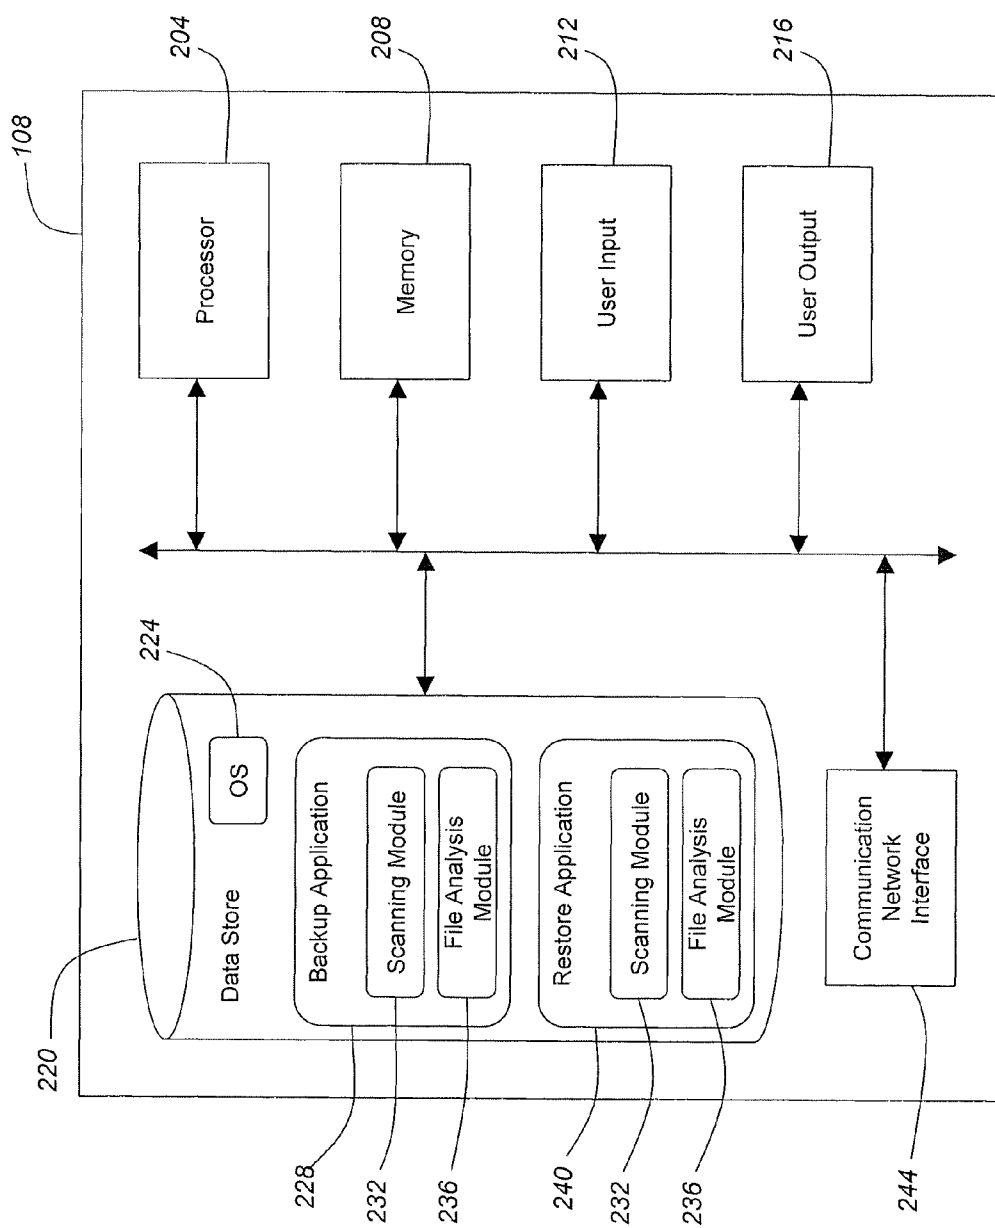 108
220
Data Store
224
OS
228
Backup Application
232
Scanning Module
236
File Analysis
Module
240
Restore Application
232
Scanning Module
236
File Analysis
Module
244
Communication
Network
Interface
Processor
204
Memory
208
User Input
212
User Output
216